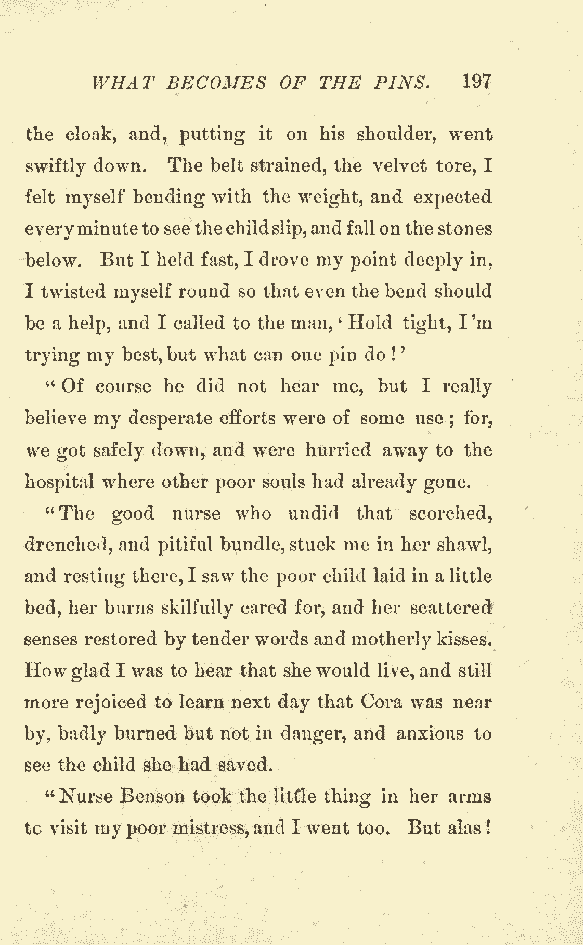 WHAT BECOMES OF THE PINS. 197
the cloak, and, putting it on his shoulder, went
swiftly down. The belt strained, the velvet tore, I
felt myself bending with the weight, and expected
every minute to see the child slip, and fall on the stones
below. But I held fast, I drove my point deeply in,
I twisted myself round so that even the bend should
be a help, and I called to the man, ‘Hold tight, I’m
trying my best, but what can one pin do!’
“Of course he did not hear me, but I really
believe my desperate efforts were of some use; for,
we got safely down, and were hurried away to the
hospital where other poor souls had already gone.
“The good nurse who undid that scorched,
drenched, and pitiful bundle, stuck me in her shawl,
and resting there, I saw the poor child laid in a little
bed, her burns skilfully cared for, and her scattered
senses restored by tender words and motherly kisses.
How glad I was to hear that she would live, and still
more rejoiced to learn next day that Cora was near
by, badly burned but not in danger, and anxious to
see the child she had saved.
“Nurse Benson took the little thing in her arms
to visit my poor mistress, and I went too. But alas!